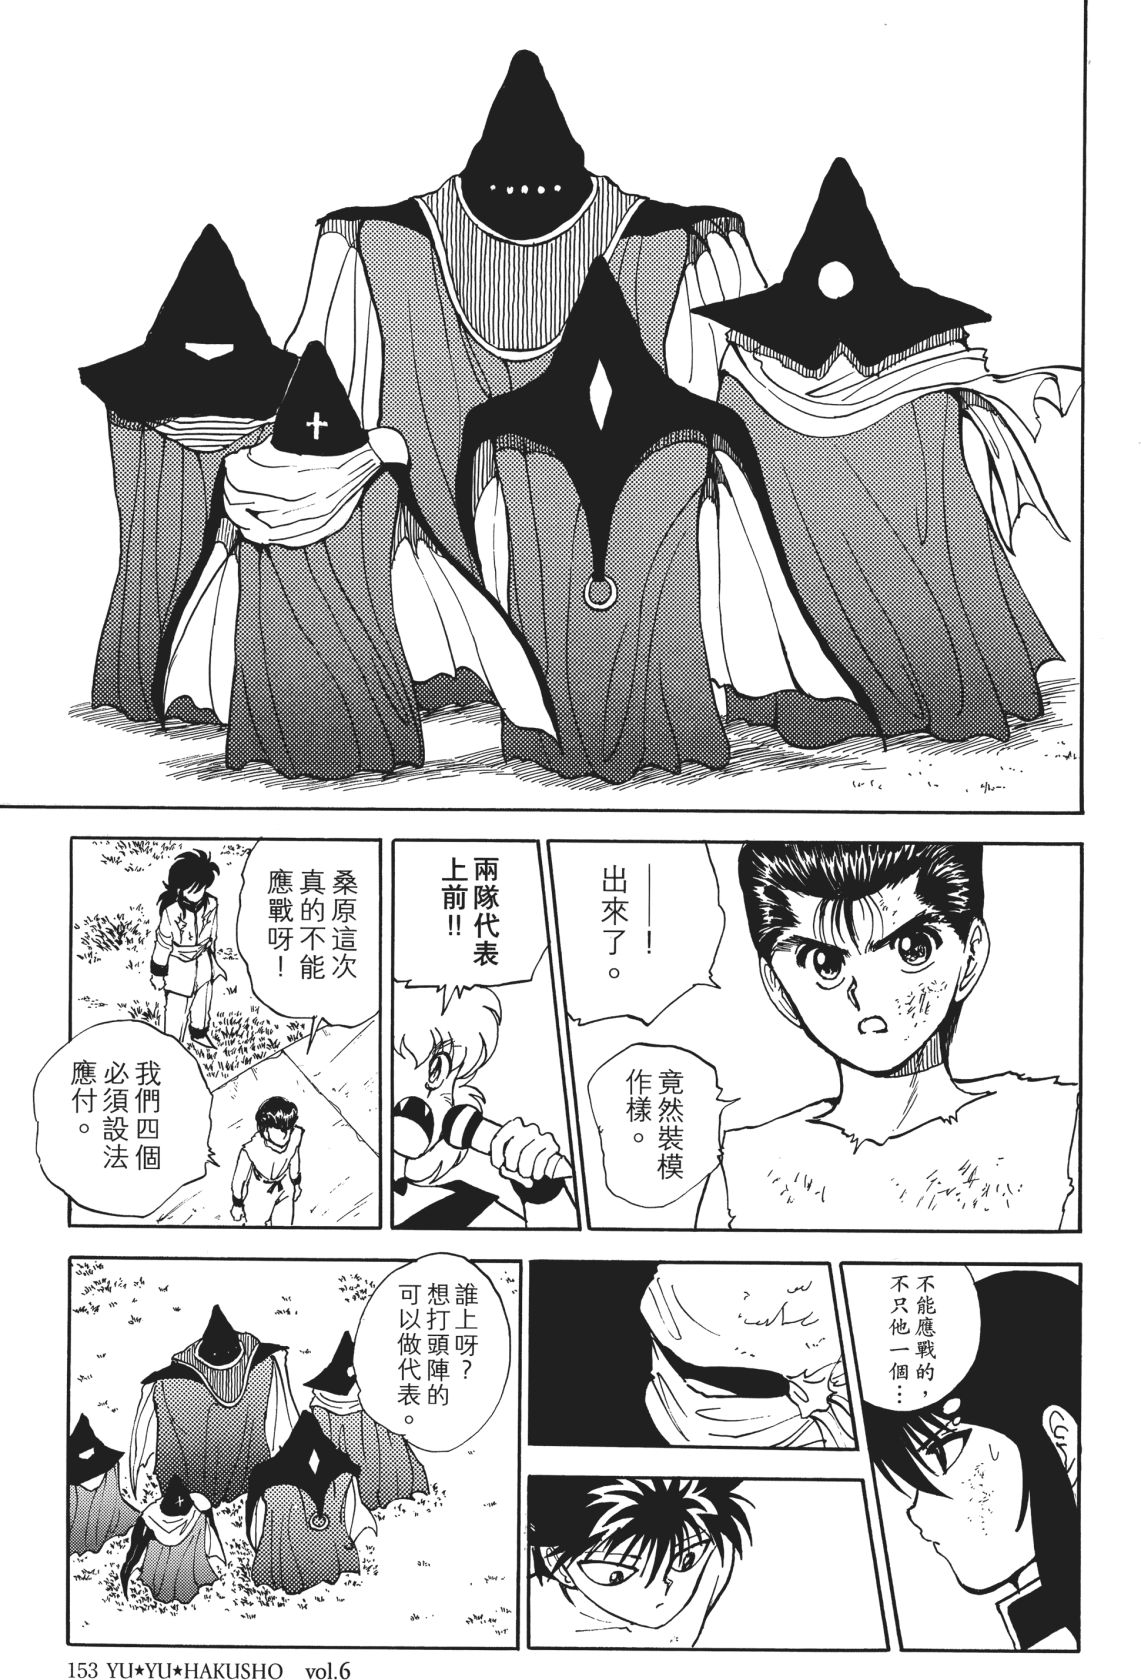 ——！
出來了。
竟然裝模
作樣。
兩隊代表
上前!!
桑原這次
真的不能
應戰呀！
我們四個
必須設法
應付。
不能應戰的，
不只他一個…
誰上呀？
想打頭陣的
可以做代表。
153 YU★YU★HAKUSHO vol.6